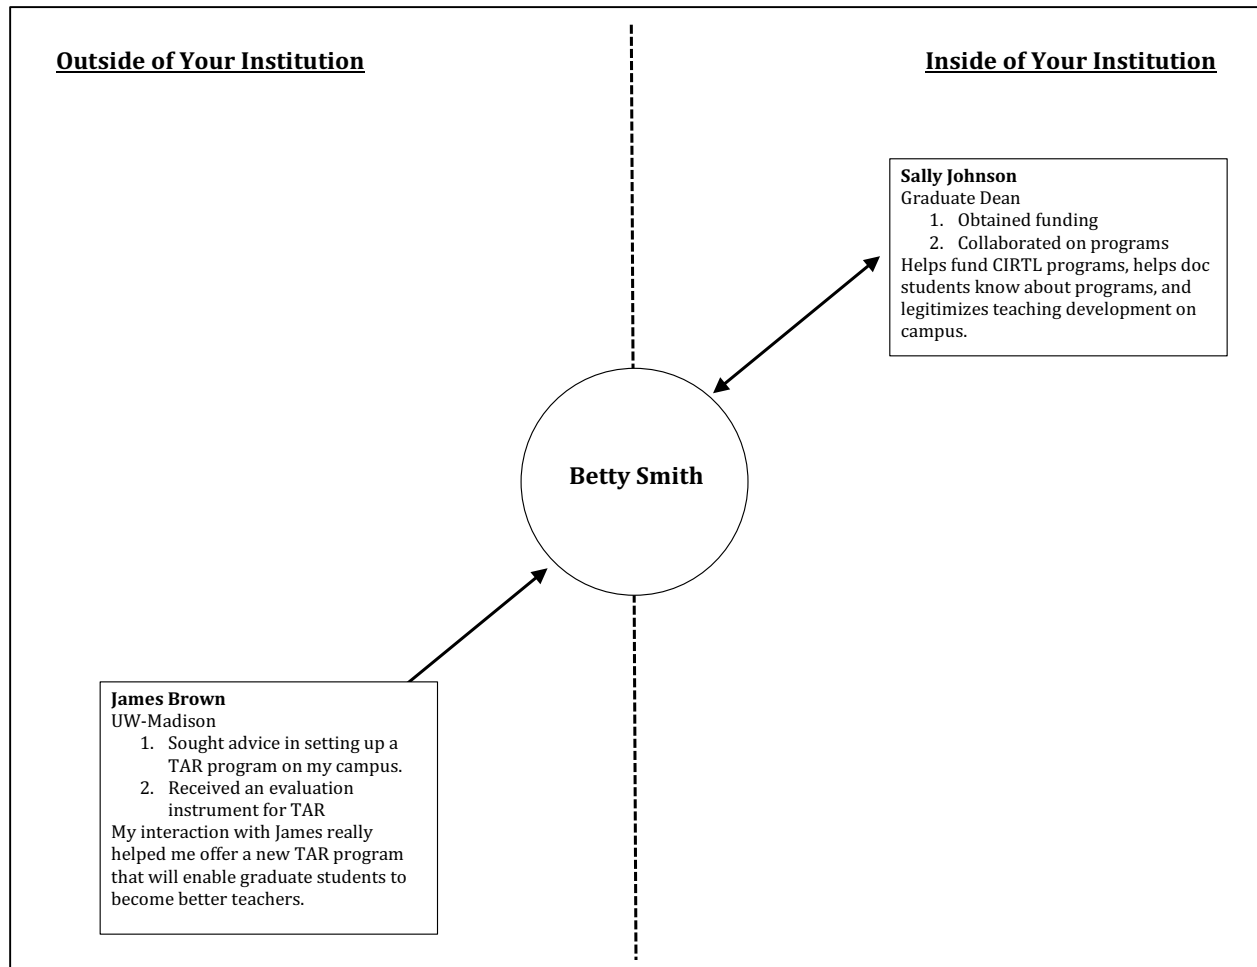 Outside of Your Institution
Inside of Your Institution
Sally Johnson
Graduate Dean
1. Obtained funding
2. Collaborated on programs
Helps fund CIRTL programs, helps doc
students know about programs, and
legitimizes teaching development on
campus.
Betty Smith
James Brown
UW-Madison
1. Sought advice in setting up a
TAR program on my campus.
2. Received an evaluation
instrument for TAR
My interaction with James really
helped me offer a new TAR program
that will enable graduate students to
become better teachers.